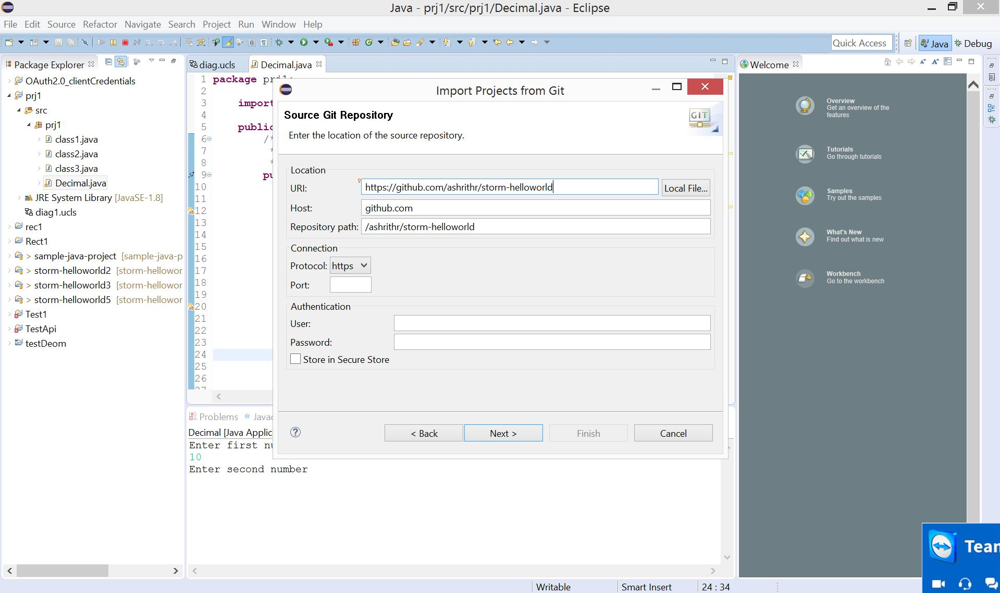 Java - prj1/src/prj1/Decimal.java - Eclipse
File Edit Source Refactor Navigate Search Project Run Window Help
Quick Access
Java
Debug
Package Explorer
OAuth2.0_clientCredentials
prj1
src
prj1
class1.java
class2.java
class3.java
Decimal.java
JRE System Library [JavaSE-1.8]
diag1.ucls
rec1
Rect1
> sample-java-project [sample-java-p
> storm-helloworld2 [storm-hellowor
> storm-helloworld3 [storm-hellowor
> storm-helloworld5 [storm-hellowor
Test1
TestApi
testDeom
diag.ucls
Decimal.java
1 package prj1;
2
3 import
4
5 public
6 /*
7 *
8 *
9 pu
10
11
12
13
14
15
16
17
18
19
20
21
22
23
24
25
26
27
Import Projects from Git
Source Git Repository
GIT
Enter the location of the source repository.
Location
URI: https://github.com/ashrithr/storm-helloworld Local File...
Host: github.com
Repository path: /ashrithr/storm-helloworld
Connection
Protocol: https
Port:
Authentication
User:
Password:
Store in Secure Store
< Back Next > Finish Cancel
Problems @ Javad
Decimal [Java Applic
Enter first nu
10
Enter second number
Welcome
Overview
Get an overview of the
features
Tutorials
Go through tutorials
Samples
Try out the samples
What's New
Find out what is new
Workbench
Go to the workbench
Team
Writable Smart Insert 24 : 34